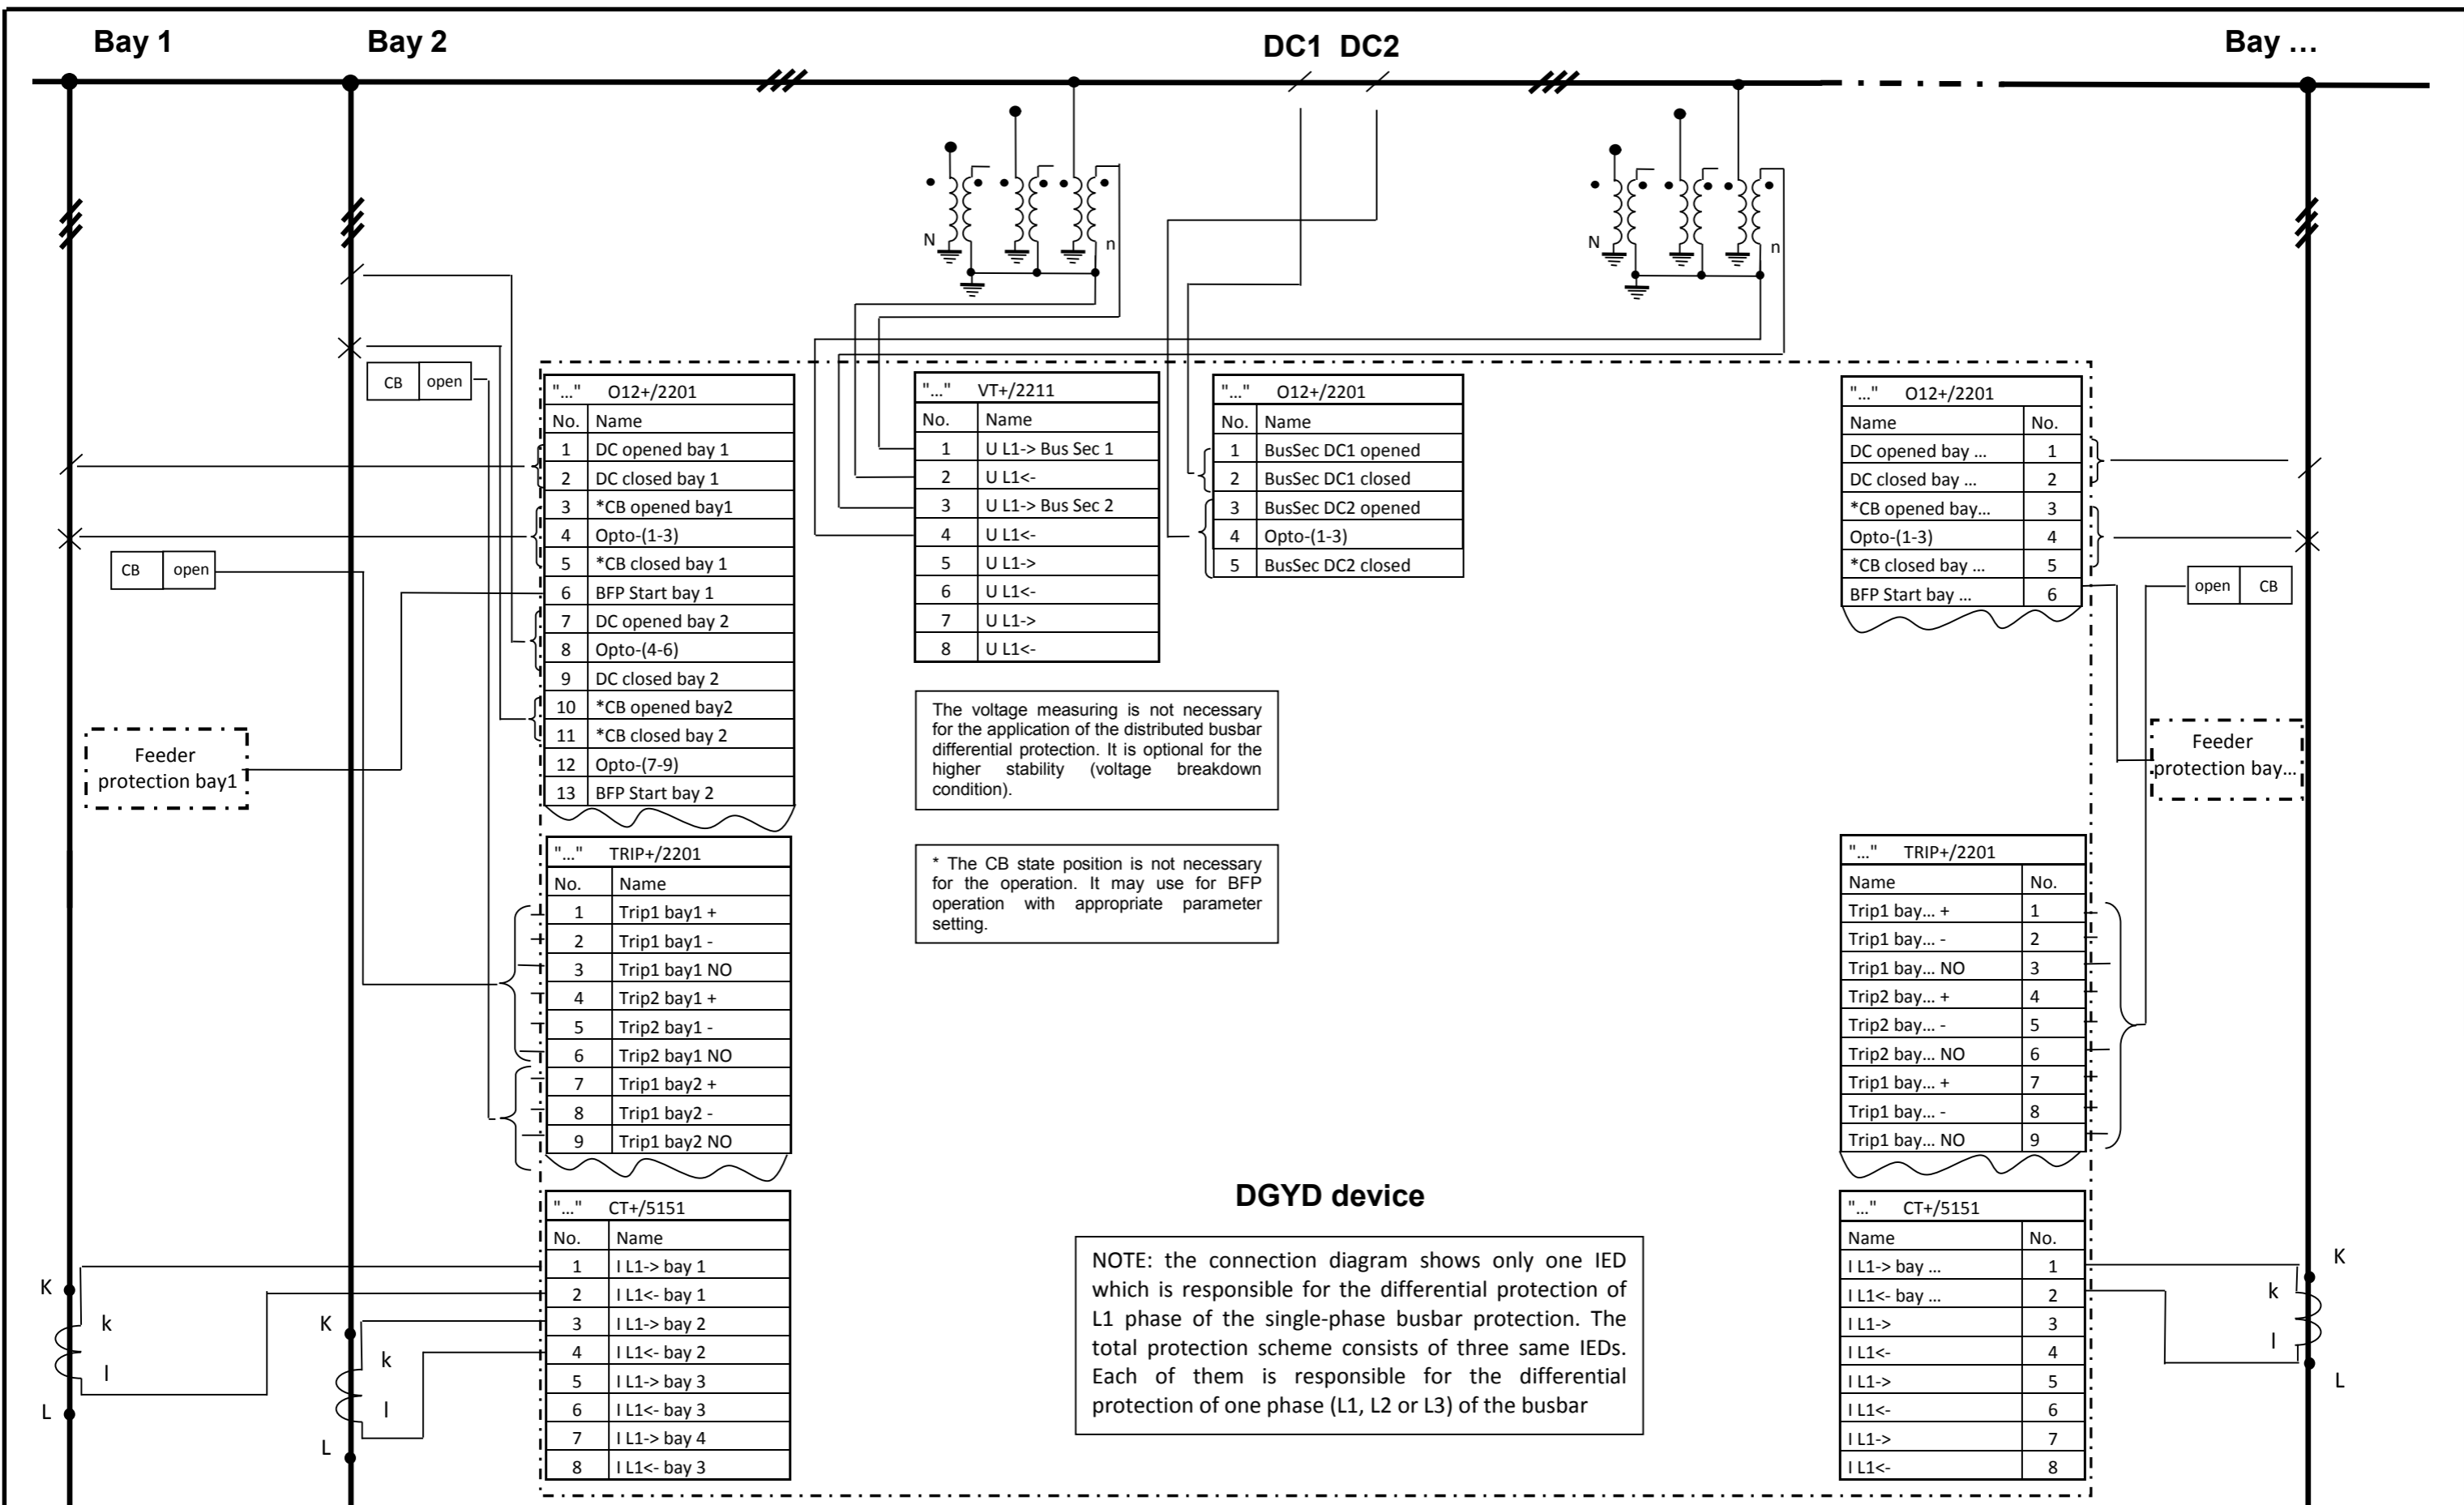 Bay 1
Bay 2
DC1 DC2
Bay ...
N
n
N
n
CB open
CB open
open CB
Feeder
protection bay1
Feeder
protection bay...
"..." O12+/2201
No. Name
1 DC opened bay 1
2 DC closed bay 1
3 *CB opened bay1
4 Opto-(1-3)
5 *CB closed bay 1
6 BFP Start bay 1
7 DC opened bay 2
8 Opto-(4-6)
9 DC closed bay 2
10 *CB opened bay2
11 *CB closed bay 2
12 Opto-(7-9)
13 BFP Start bay 2
"..." VT+/2211
No. Name
1 U L1-> Bus Sec 1
2 U L1<-
3 U L1-> Bus Sec 2
4 U L1<-
5 U L1->
6 U L1<-
7 U L1->
8 U L1<-
"..." O12+/2201
No. Name
1 BusSec DC1 opened
2 BusSec DC1 closed
3 BusSec DC2 opened
4 Opto-(1-3)
5 BusSec DC2 closed
"..." O12+/2201
Name No.
DC opened bay ... 1
DC closed bay ... 2
*CB opened bay... 3
Opto-(1-3) 4
*CB closed bay ... 5
BFP Start bay ... 6
The voltage measuring is not necessary
for the application of the distributed busbar
differential protection. It is optional for the
higher stability (voltage breakdown
condition).
* The CB state position is not necessary
for the operation. It may use for BFP
operation with appropriate parameter
setting.
"..." TRIP+/2201
No. Name
1 Trip1 bay1 +
2 Trip1 bay1 -
3 Trip1 bay1 NO
4 Trip2 bay1 +
5 Trip2 bay1 -
6 Trip2 bay1 NO
7 Trip1 bay2 +
8 Trip1 bay2 -
9 Trip1 bay2 NO
"..." TRIP+/2201
Name No.
Trip1 bay... + 1
Trip1 bay... - 2
Trip1 bay... NO 3
Trip2 bay... + 4
Trip2 bay... - 5
Trip2 bay... NO 6
Trip1 bay... + 7
Trip1 bay... - 8
Trip1 bay... NO 9
"..." CT+/5151
No. Name
1 I L1-> bay 1
2 I L1<- bay 1
3 I L1-> bay 2
4 I L1<- bay 2
5 I L1-> bay 3
6 I L1<- bay 3
7 I L1-> bay 4
8 I L1<- bay 3
DGYD device
NOTE: the connection diagram shows only one IED
which is responsible for the differential protection of
L1 phase of the single-phase busbar protection. The
total protection scheme consists of three same IEDs.
Each of them is responsible for the differential
protection of one phase (L1, L2 or L3) of the busbar
"..." CT+/5151
Name No.
I L1-> bay ... 1
I L1<- bay ... 2
I L1-> 3
I L1<- 4
I L1-> 5
I L1<- 6
I L1-> 7
I L1<- 8
K
k
l
L
K
k
l
L
K
k
l
L